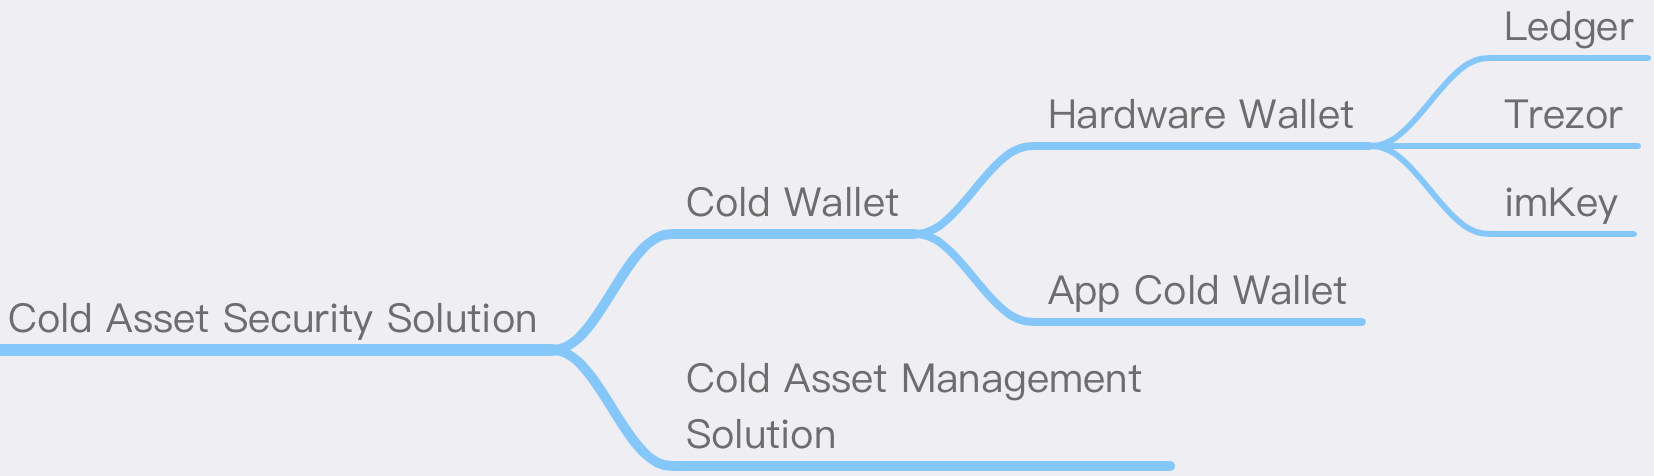 Ledger
Hardware Wallet
Trezor
Cold Wallet
imKey
App Cold Wallet
Cold Asset Security Solution
Cold Asset Management
Solution